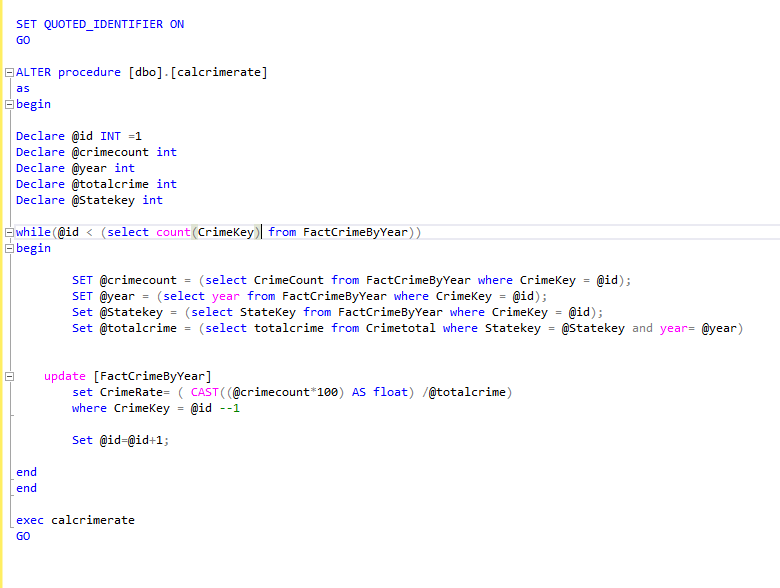 SET QUOTED_IDENTIFIER ON
GO
ALTER procedure [dbo].[calcrimerate]
as
begin
Declare @id INT =1
Declare @crimecount int
Declare @year int
Declare @totalcrime int
Declare @Statekey int
while(@id < (select count(CrimeKey) from FactCrimeByYear))
begin
SET @crimecount = (select CrimeCount from FactCrimeByYear where CrimeKey = @id);
SET @year = (select year from FactCrimeByYear where CrimeKey = @id);
Set @Statekey = (select StateKey from FactCrimeByYear where CrimeKey = @id);
Set @totalcrime = (select totalcrime from Crimetotal where Statekey = @Statekey and year= @year)
update [FactCrimeByYear]
set CrimeRate= ( CAST((@crimecount*100) AS float) /@totalcrime)
where CrimeKey = @id --1
Set @id=@id+1;
end
end
exec calcrimerate
GO